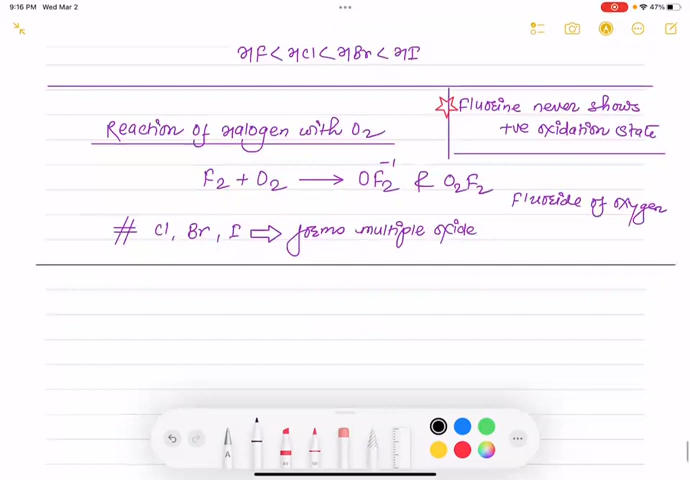 9:16 PM Wed Mar 2
47%
HF < HCl < HBr < HI
Fluorine never shows
+ve oxidation state
Reaction of Halogen with O2
F2 + O2 ⟶ OF2⁻¹ & O2F2
Fluoride of oxygen
# Cl, Br, I ⇒ forms multiple oxide
A